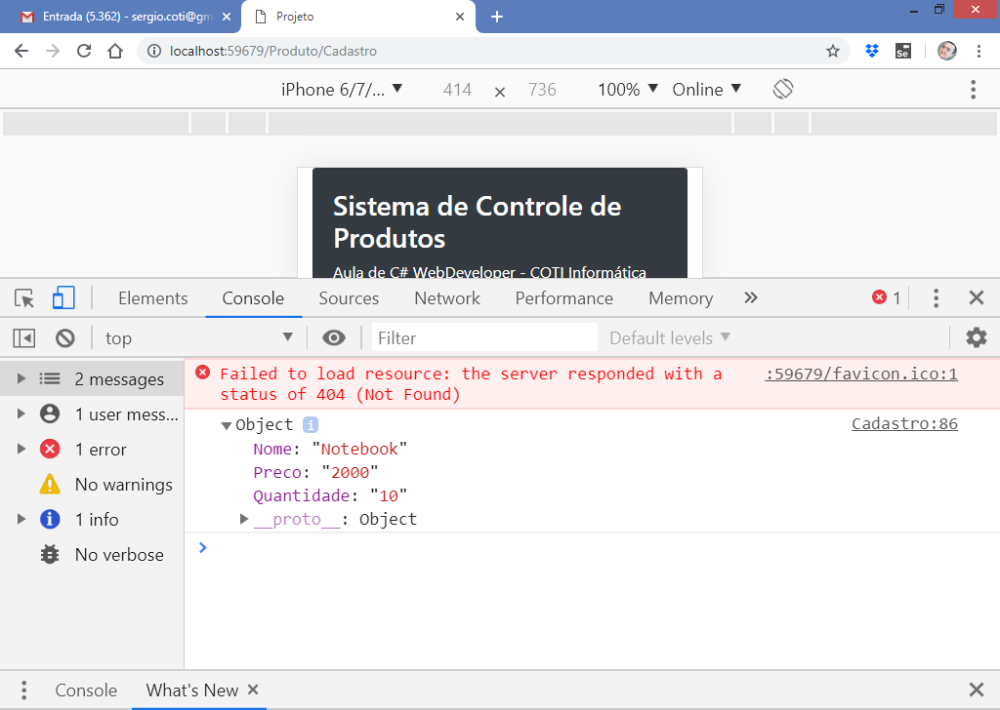 Entrada (5.362) - sergio.coti@gm
Projeto
localhost:59679/Produto/Cadastro
Se
iPhone 6/7/... ▼ 414 × 736 100% ▼ Online ▼
Sistema de Controle de
Produtos
Aula de C# WebDeveloper - COTI Informática
Elements Console Sources Network Performance Memory » 1
top ▼ Filter Default levels ▼
2 messages
1 user mess...
1 error
No warnings
1 info
No verbose
Failed to load resource: the server responded with a :59679/favicon.ico:1
status of 404 (Not Found)
▼Object i Cadastro:86
Nome: "Notebook"
Preco: "2000"
Quantidade: "10"
▶__proto__: Object
Console What's New ×